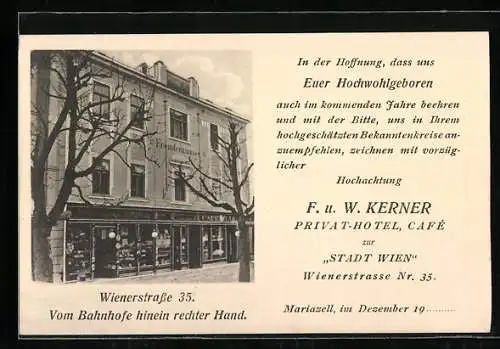 In der Hoffnung, dass uns
Euer Hochwohlgeboren
auch im kommenden Jahre beehren
und mit der Bitte, uns in Ihrem
hochgeschätzten Bekanntenkreise an-
zuempfehlen, zeichnen mit vorzüg-
licher
Hochachtung
F. u. W. KERNER
PRIVAT-HOTEL, CAFÉ
zur
„STADT WIEN"
Wienerstrasse Nr. 35.
Mariazell, im Dezember 19..........
Wienerstraße 35.
Vom Bahnhofe hinein rechter Hand.